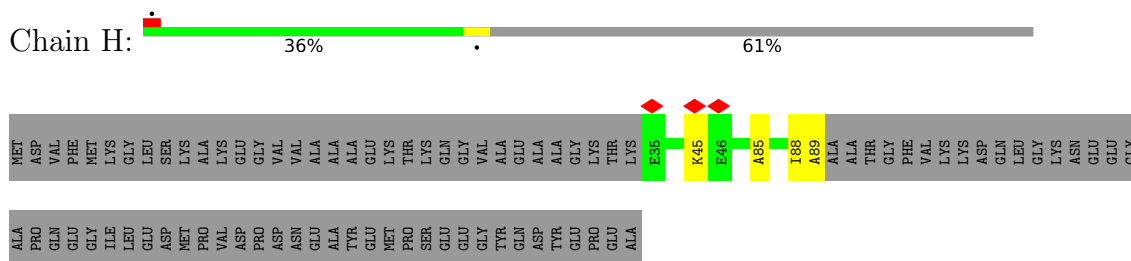 Chain H:
36%
61%
MET ASP VAL PHE MET LYS GLY LEU SER LYS ALA LYS GLU GLY VAL VAL ALA ALA ALA GLU LYS THR LYS GLN GLY VAL ALA GLU ALA ALA GLY LYS THR LYS E35 K45 E46 A85 I88 A89 ALA ALA THR GLY PHE VAL LYS LYS ASP GLN LEU GLY LYS ASN GLU GLU GLY
ALA PRO GLN GLU GLY ILE LEU GLU ASP MET PRO VAL ASP PRO ASP ASN GLU ALA TYR GLU MET PRO SER GLU GLU GLY TYR GLN ASP TYR GLU PRO GLU ALA